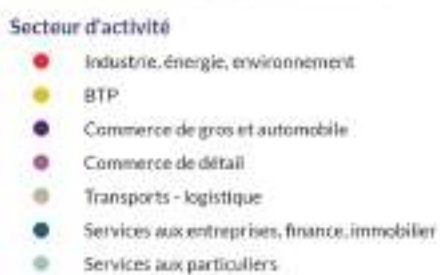 Secteur d'activité
Industrie, énergie, environnement
BTP
Commerce de gros et automobile
Commerce de détail
Transports - logistique
Services aux entreprises, finance, immobilier
Services aux particuliers